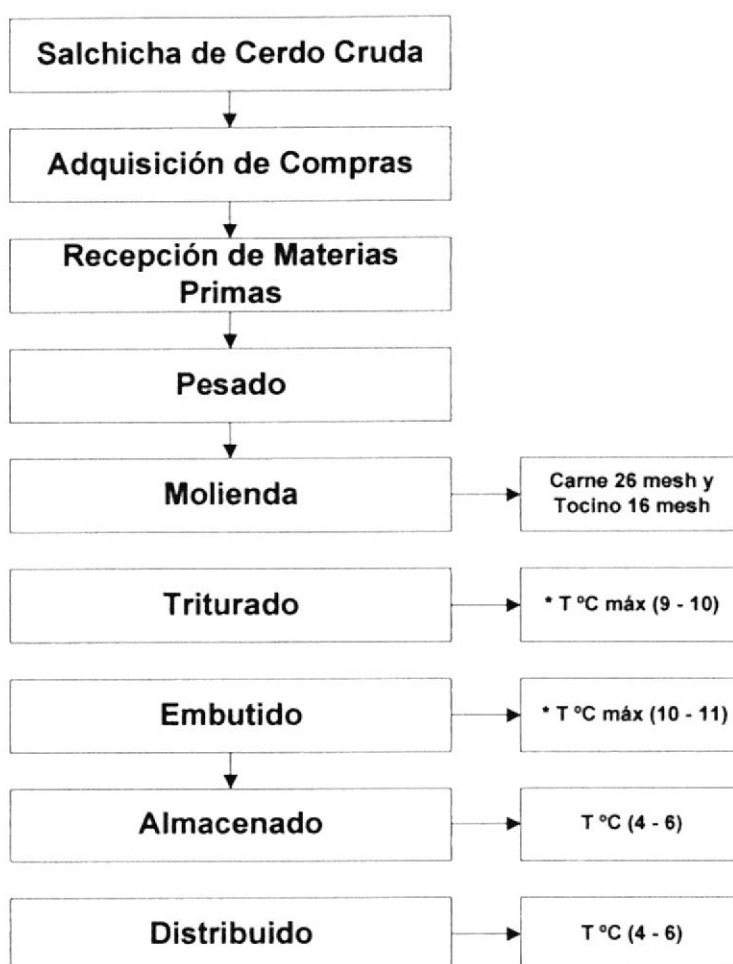 Salchicha de Cerdo Cruda
Adquisición de Compras
Recepción de Materias
Primas
Pesado
Molienda
Carne 26 mesh y
Tocino 16 mesh
Triturado
* T ºC máx (9 - 10)
Embutido
* T ºC máx (10 - 11)
Almacenado
T ºC (4 - 6)
Distribuido
T ºC (4 - 6)